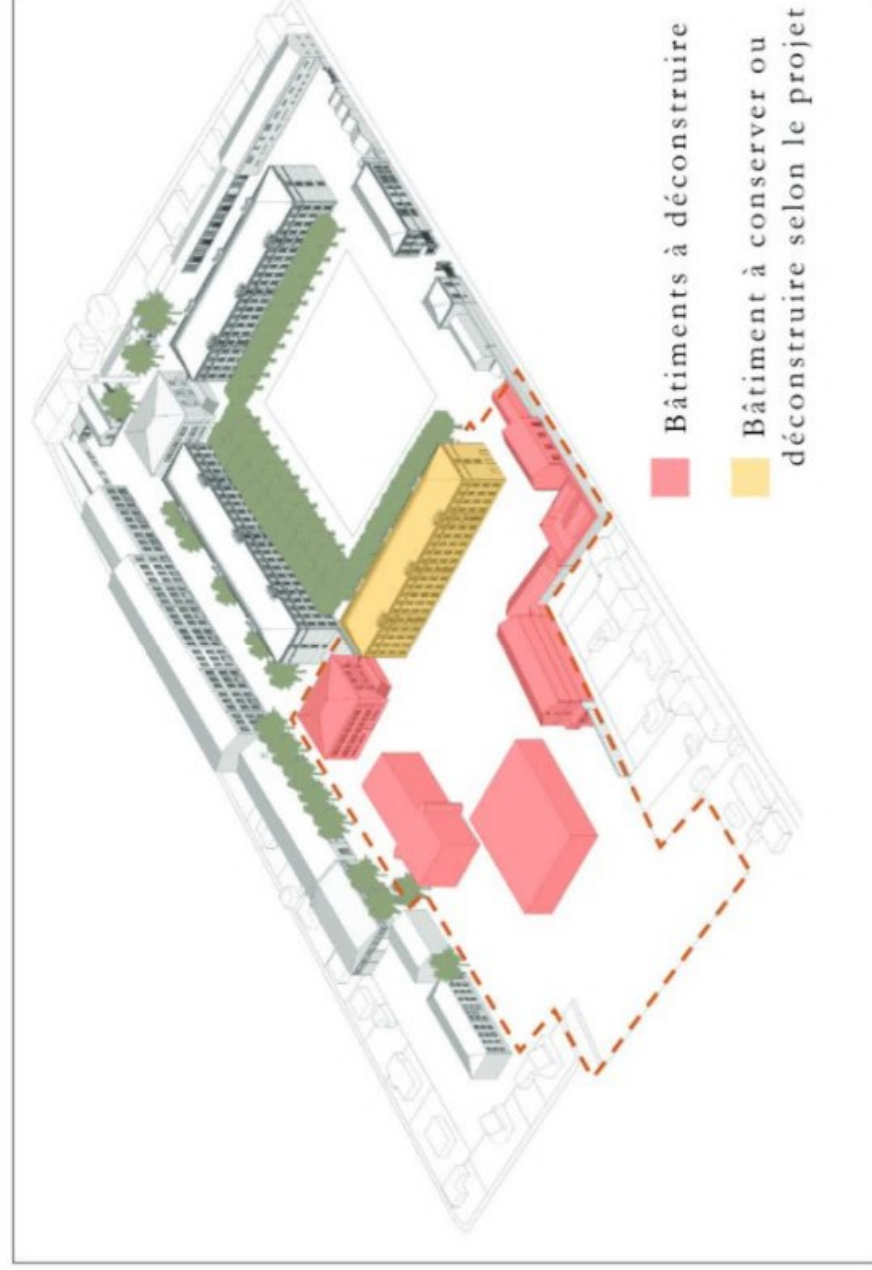 Bâtiments à déconstruire
Bâtiment à conserver ou
déconstruire selon le projet